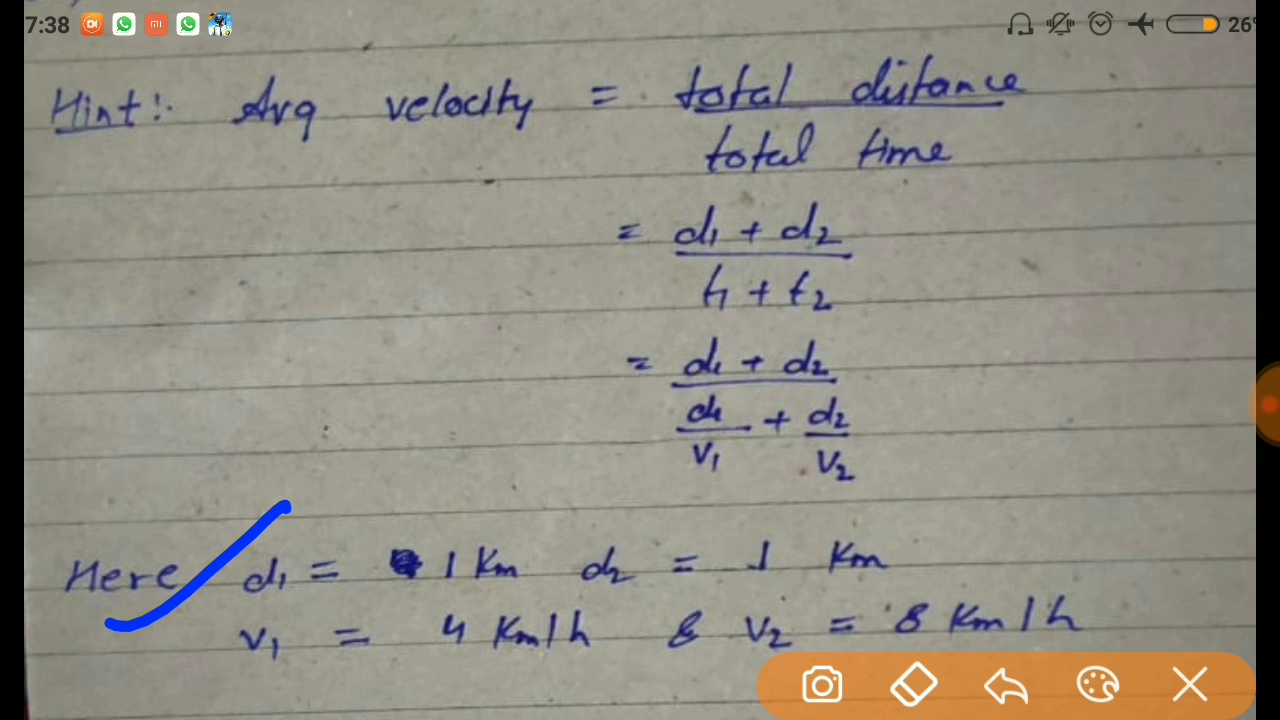 7:38 mi 26
Hint:- Avg velocity = total distance
total time
= d1 + d2
t1 + t2
= d1 + d2
d1 + d2
v1 v2
Here d1 = 1 Km d2 = 1 Km
v1 = 4 Km/h & v2 = 8 Km/h